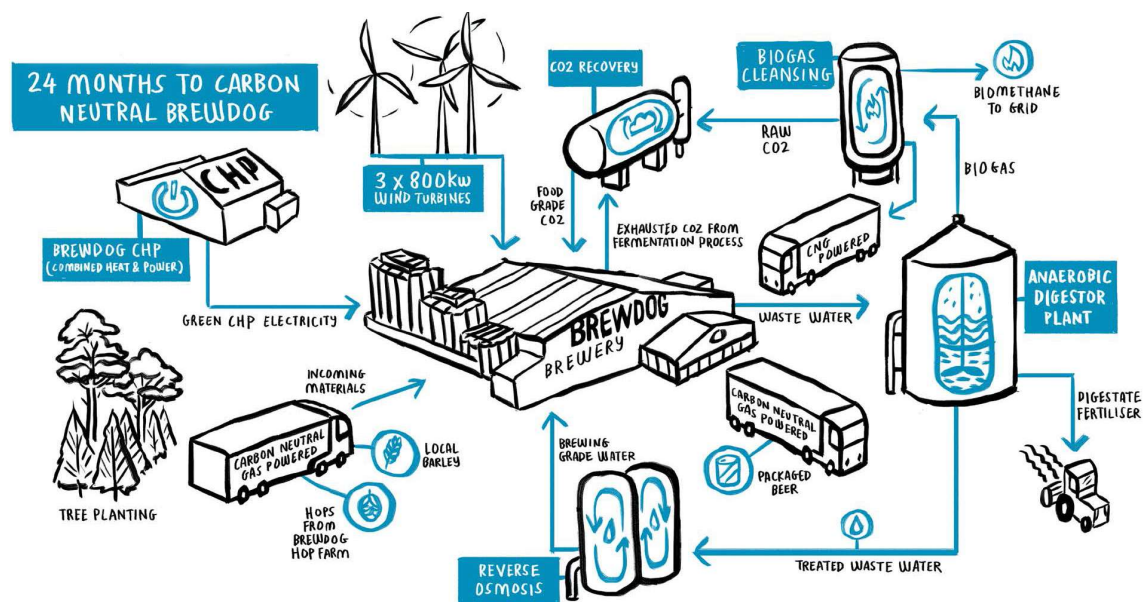 24 MONTHS TO CARBON
NEUTRAL BREWDOG
CHP
BREWDOG CHP
(COMBINED HEAT & POWER)
GREEN CHP ELECTRICITY
3 X 800KW
WIND TURBINES
CO2 RECOVERY
BIOGAS
CLEANSING
BIOMETHANE
TO GRID
RAW
CO2
BIOGAS
FOOD
GRADE
CO2
EXHAUSTED CO2 FROM
FERMENTATION PROCESS
CNG
POWERED
BREWDOG
BREWERY
WASTE WATER
ANAEROBIC
DIGESTOR
PLANT
INCOMING
MATERIALS
CARBON NEUTRAL
GAS POWERED
LOCAL
BARLEY
HOPS
FROM
BREWDOG
HOP FARM
TREE PLANTING
BREWING
GRADE WATER
CARBON NEUTRAL
GAS POWERED
PACKAGED
BEER
DIGESTATE
FERTILISER
REVERSE
OSMOSIS
TREATED WASTE WATER